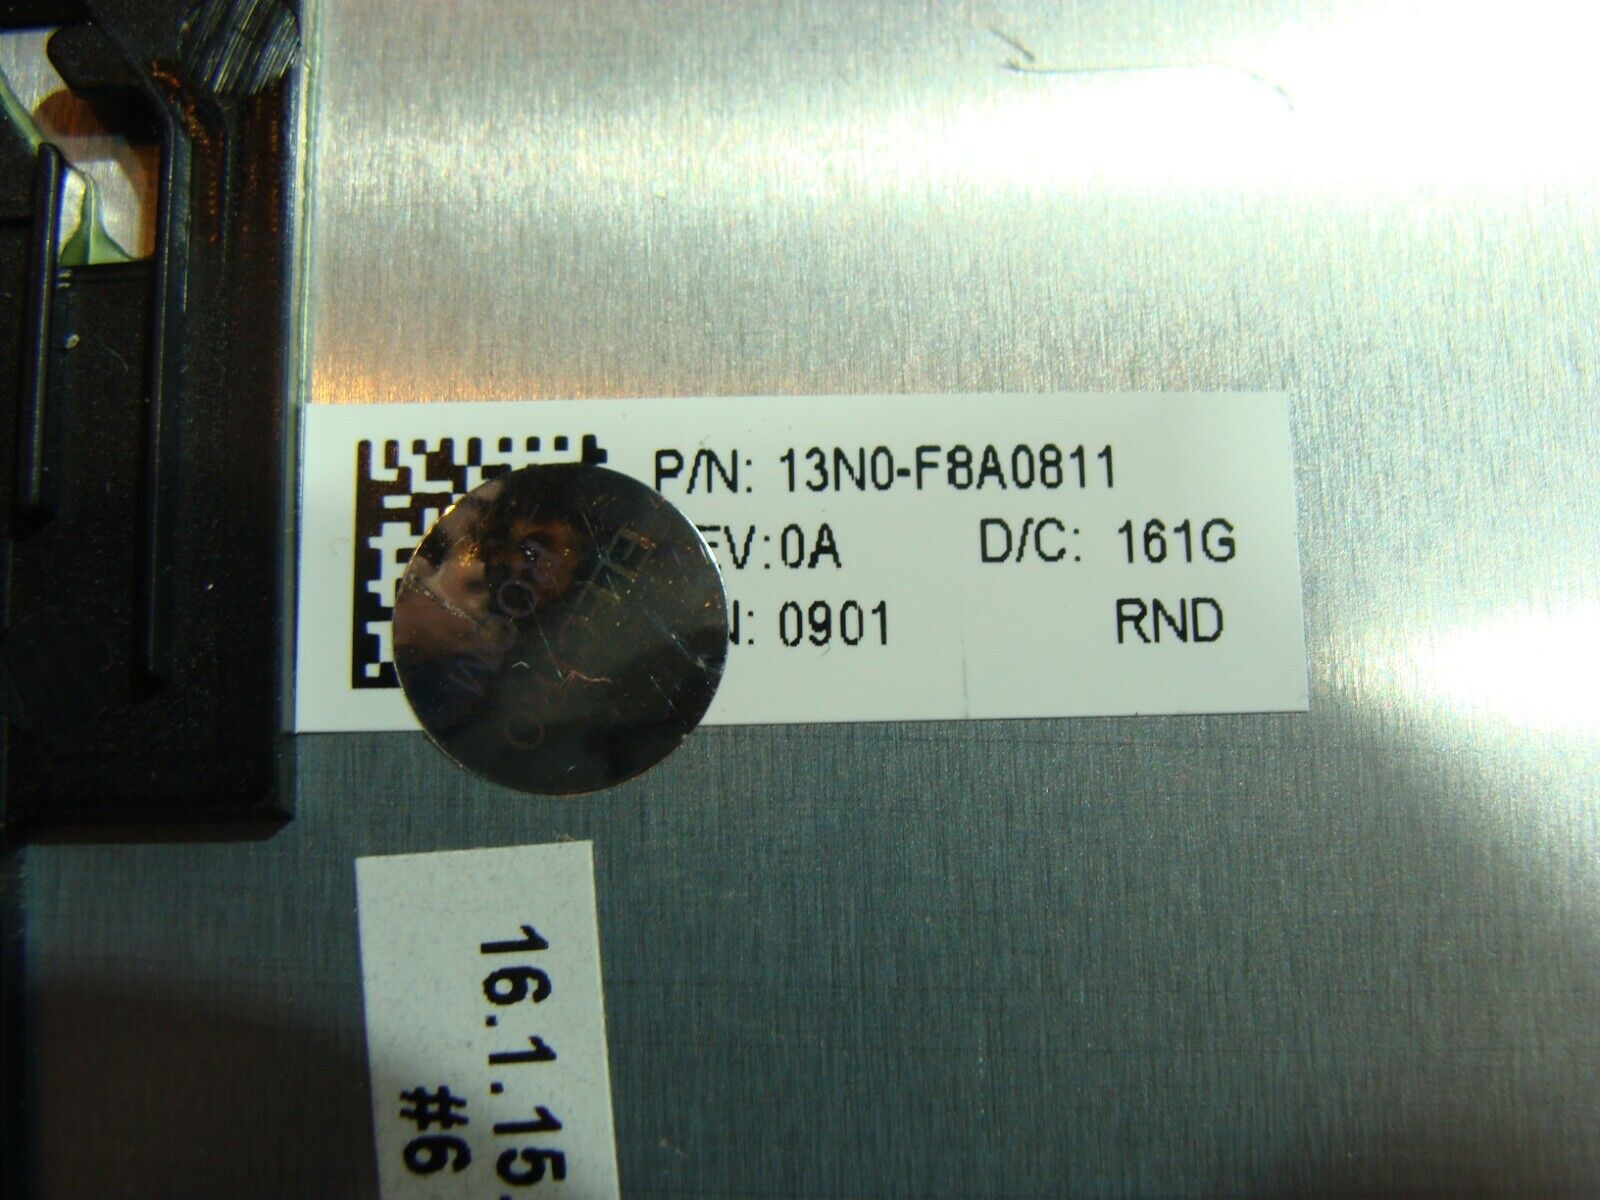 P/N: 13N0-F8A0811
EV:0A D/C: 161G
N: 0901 RND
16.1.15.
#6